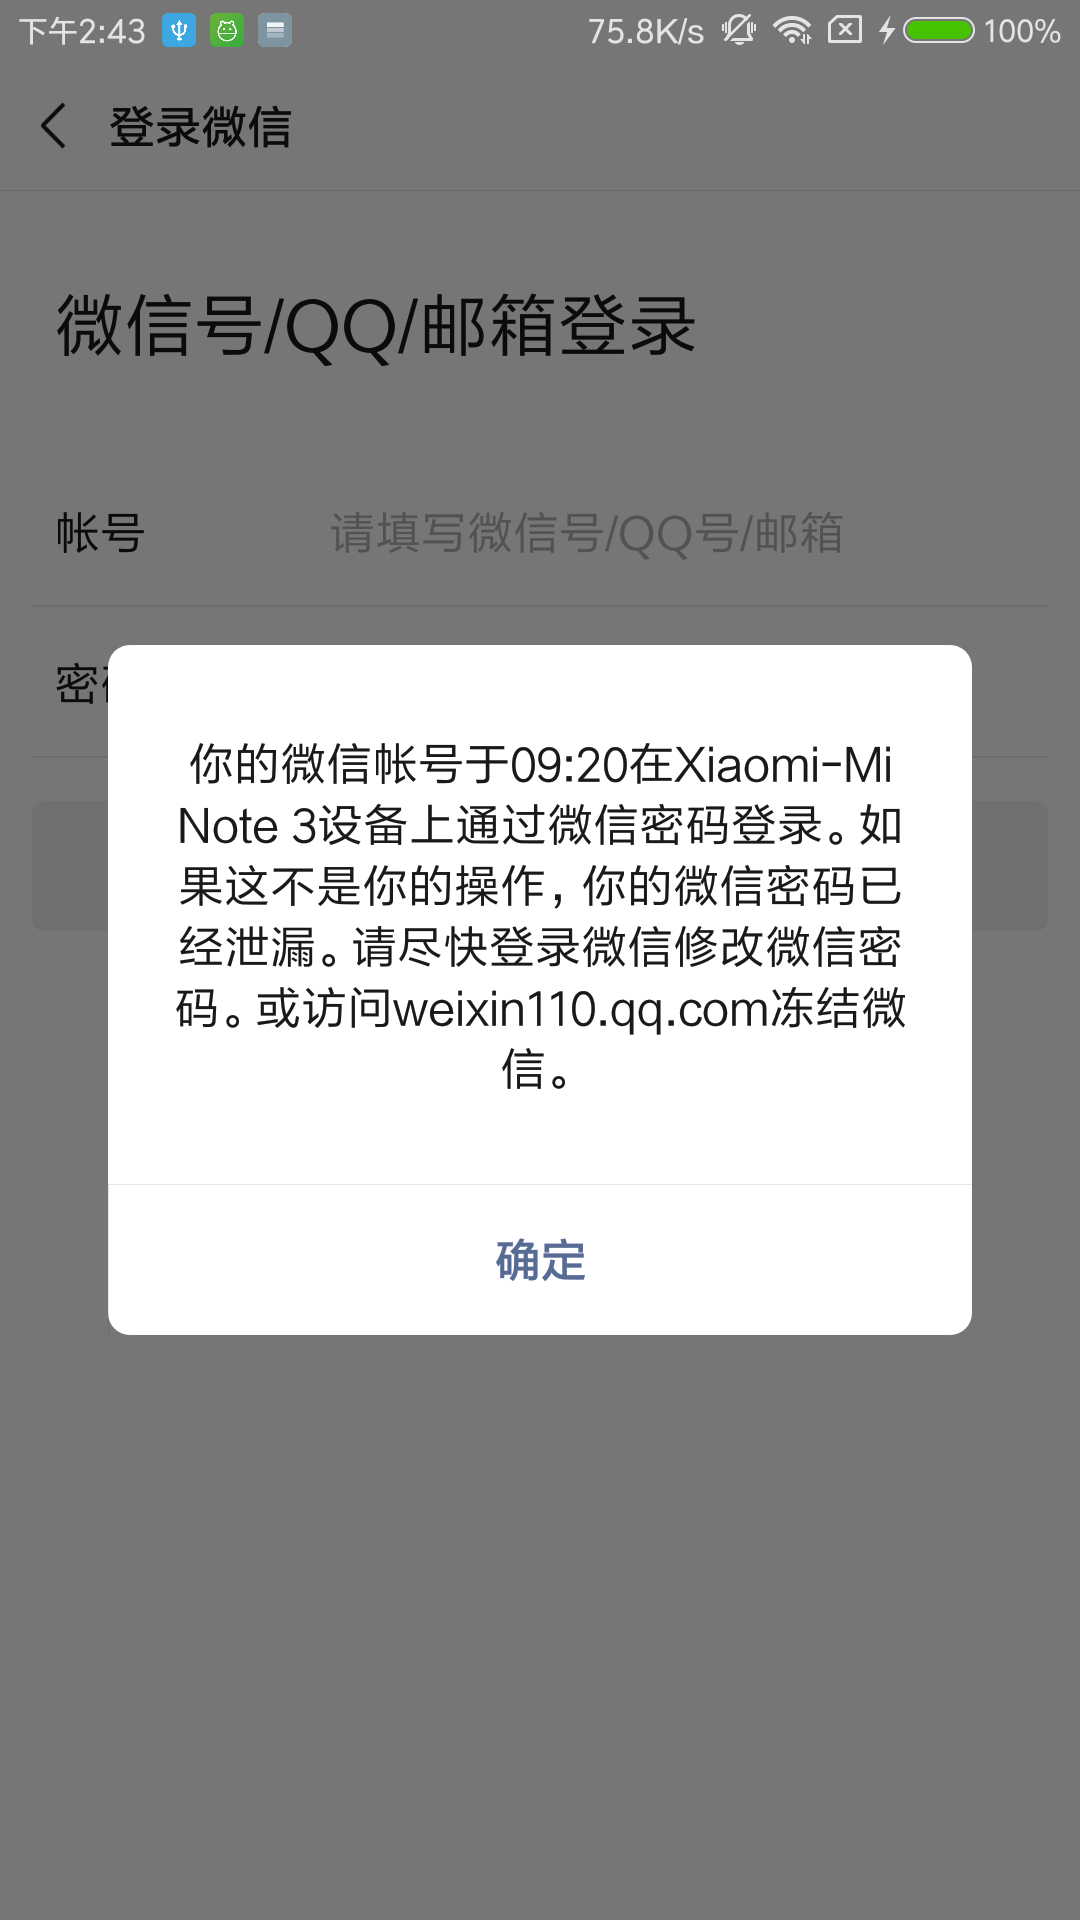 下午2:43
75.8K/s
100%
登录微信
微信号/QQ/邮箱登录
帐号
请填写微信号/QQ号/邮箱
密
你的微信帐号于09:20在Xiaomi-Mi
Note 3设备上通过微信密码登录。如
果这不是你的操作，你的微信密码已
经泄漏。请尽快登录微信修改微信密
码。或访问weixin110.qq.com冻结微
信。
确定